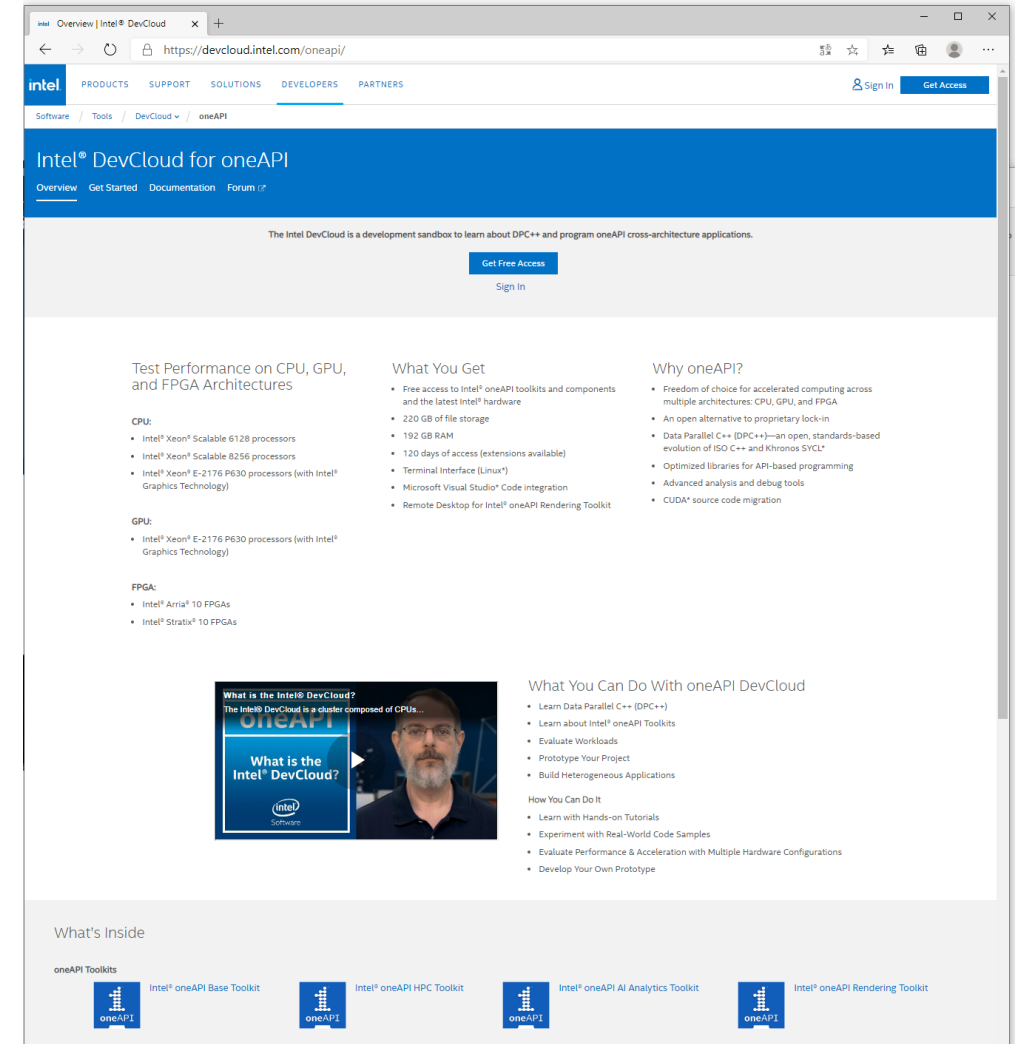 intel Overview | Intel® DevCloud
https://devcloud.intel.com/oneapi/
intel. PRODUCTS SUPPORT SOLUTIONS DEVELOPERS PARTNERS Sign In Get Access
Software / Tools / DevCloud / oneAPI
Intel® DevCloud for oneAPI
Overview Get Started Documentation Forum
The Intel DevCloud is a development sandbox to learn about DPC++ and program oneAPI cross-architecture applications.
Get Free Access
Sign In
Test Performance on CPU, GPU,
and FPGA Architectures
CPU:
• Intel® Xeon® Scalable 6128 processors
• Intel® Xeon® Scalable 8256 processors
• Intel® Xeon® E-2176 P630 processors (with Intel®
Graphics Technology)
GPU:
• Intel® Xeon® E-2176 P630 processors (with Intel®
Graphics Technology)
FPGA:
• Intel® Arria® 10 FPGAs
• Intel® Stratix® 10 FPGAs
What You Get
• Free access to Intel® oneAPI toolkits and components
and the latest Intel® hardware
• 220 GB of file storage
• 192 GB RAM
• 120 days of access (extensions available)
• Terminal Interface (Linux*)
• Microsoft Visual Studio* Code integration
• Remote Desktop for Intel® oneAPI Rendering Toolkit
Why oneAPI?
• Freedom of choice for accelerated computing across
multiple architectures: CPU, GPU, and FPGA
• An open alternative to proprietary lock-in
• Data Parallel C++ (DPC++)—an open, standards-based
evolution of ISO C++ and Khronos SYCL*
• Optimized libraries for API-based programming
• Advanced analysis and debug tools
• CUDA* source code migration
What is the Intel® DevCloud?
The Intel® DevCloud is a cluster composed of CPUs...
oneAPI
What is the
Intel® DevCloud?
intel
Software
What You Can Do With oneAPI DevCloud
• Learn Data Parallel C++ (DPC++)
• Learn about Intel® oneAPI Toolkits
• Evaluate Workloads
• Prototype Your Project
• Build Heterogeneous Applications
How You Can Do It
• Learn with Hands-on Tutorials
• Experiment with Real-World Code Samples
• Evaluate Performance & Acceleration with Multiple Hardware Configurations
• Develop Your Own Prototype
What's Inside
oneAPI Toolkits
oneAPI Intel® oneAPI Base Toolkit
oneAPI Intel® oneAPI HPC Toolkit
oneAPI Intel® oneAPI AI Analytics Toolkit
oneAPI Intel® oneAPI Rendering Toolkit